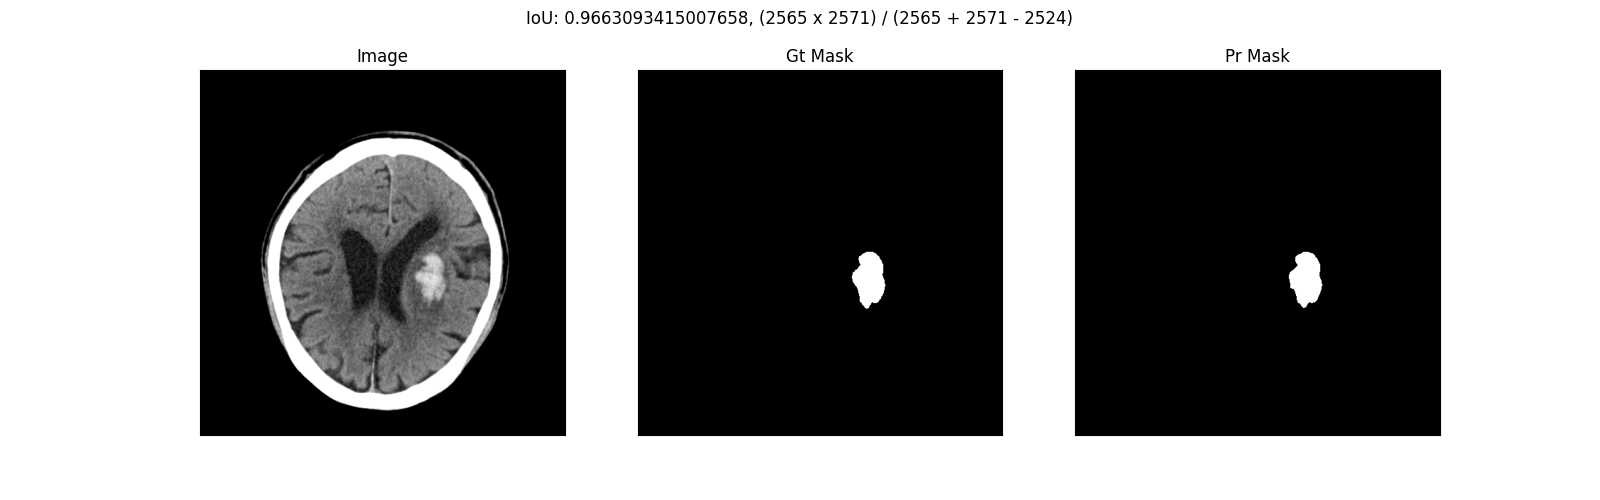 IoU: 0.9663093415007658, (2565 x 2571) / (2565 + 2571 - 2524)
Image
Gt Mask
Pr Mask